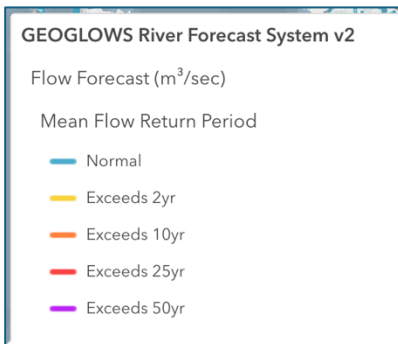 GEOGLOWS River Forecast System v2
Flow Forecast (m³/sec)
Mean Flow Return Period
Normal
Exceeds 2yr
Exceeds 10yr
Exceeds 25yr
Exceeds 50yr